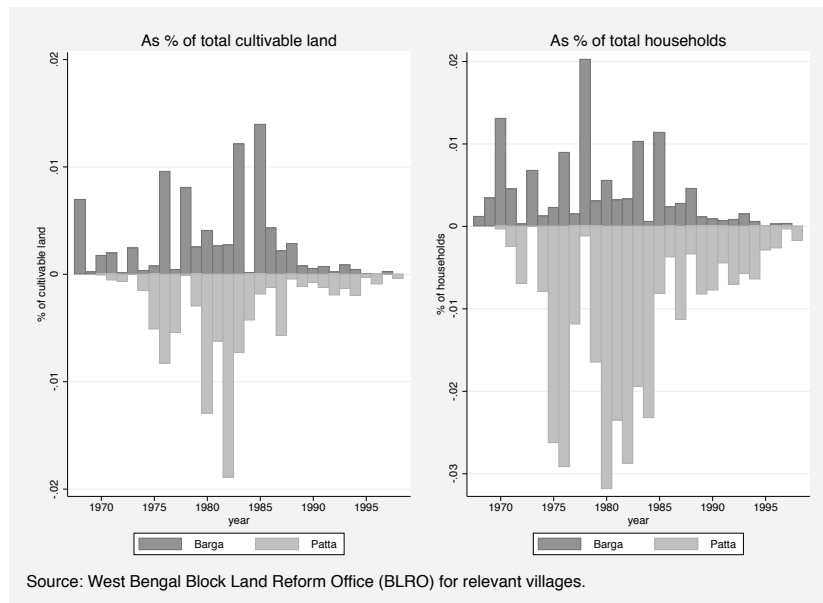 As % of total cultivable land
% of cultivable land
.02
.01
0
-.01
-.02
1970 1975 1980 1985 1990 1995
year
Barga Patta
As % of total households
% of households
.02
.01
0
-.01
-.02
-.03
1970 1975 1980 1985 1990 1995
year
Barga Patta
Source: West Bengal Block Land Reform Office (BLRO) for relevant villages.